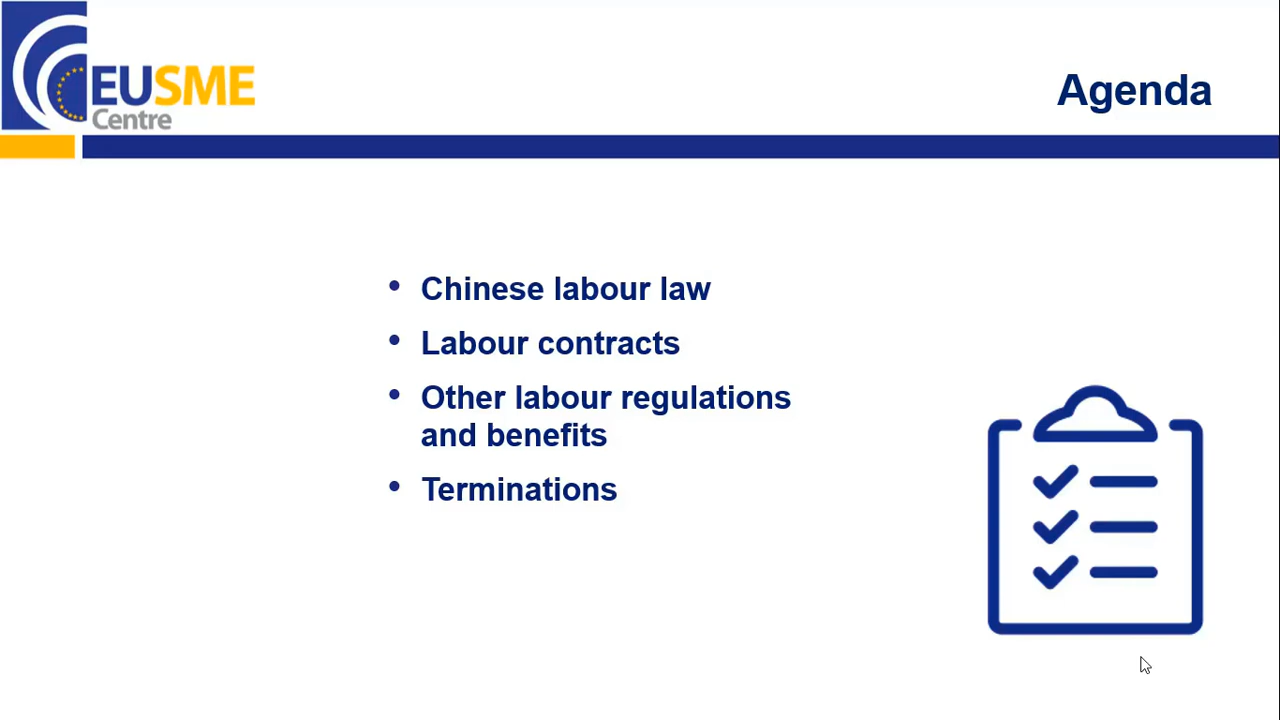 EUSME
Centre
Agenda
• Chinese labour law
• Labour contracts
• Other labour regulations
and benefits
• Terminations